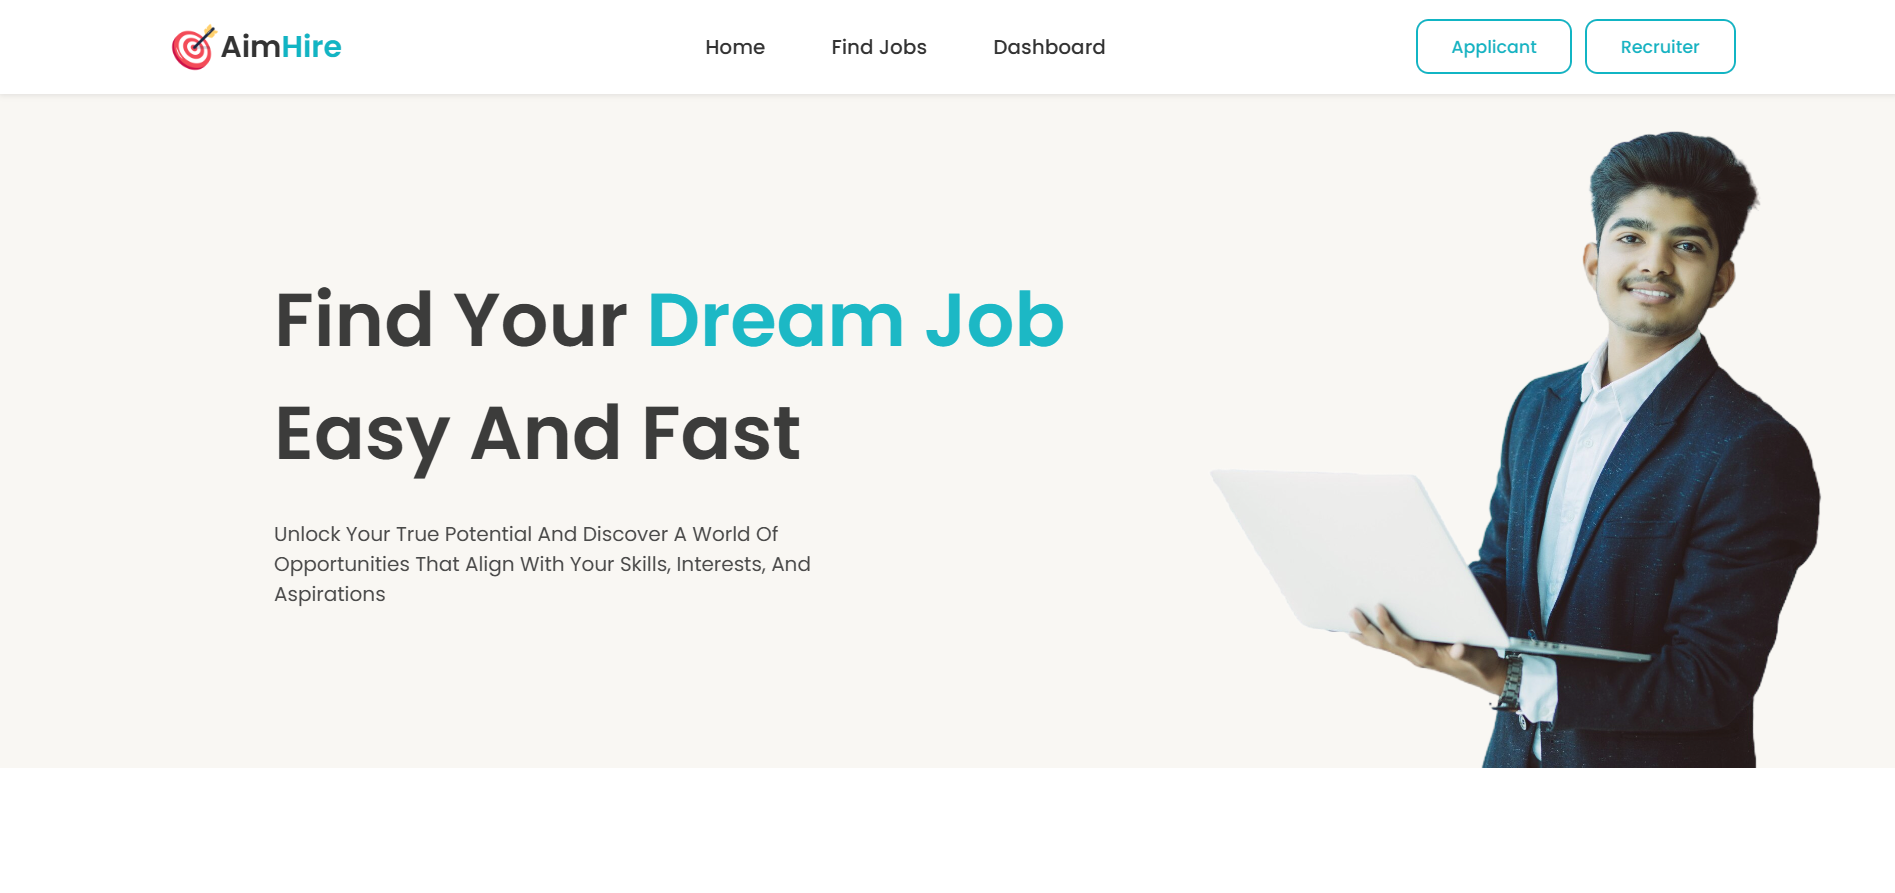 AimHire
Home
Find Jobs
Dashboard
Applicant
Recruiter
Find Your Dream Job
Easy And Fast
Unlock Your True Potential And Discover A World Of
Opportunities That Align With Your Skills, Interests, And
Aspirations